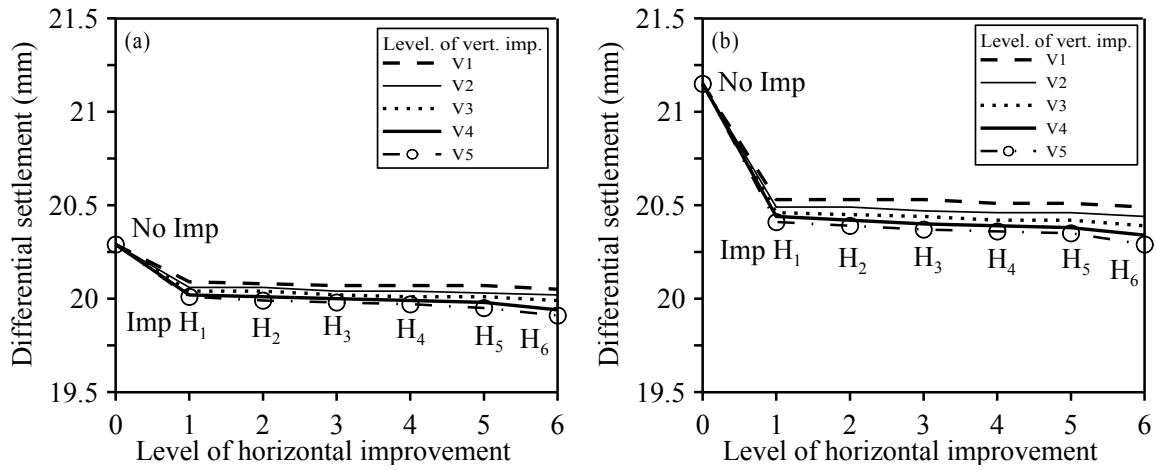 (a)
Differential settlement (mm)
21.5
21
20.5
20
19.5
Level. of vert. imp.
V1
V2
V3
V4
V5
No Imp
Imp H1
H2
H3
H4
H5
H6
0 1 2 3 4 5 6
Level of horizontal improvement
(b)
Differential settlement (mm)
21.5
21
20.5
20
19.5
Level. of vert. imp.
V1
V2
V3
V4
V5
No Imp
Imp H1
H2
H3
H4
H5
H6
0 1 2 3 4 5 6
Level of horizontal improvement